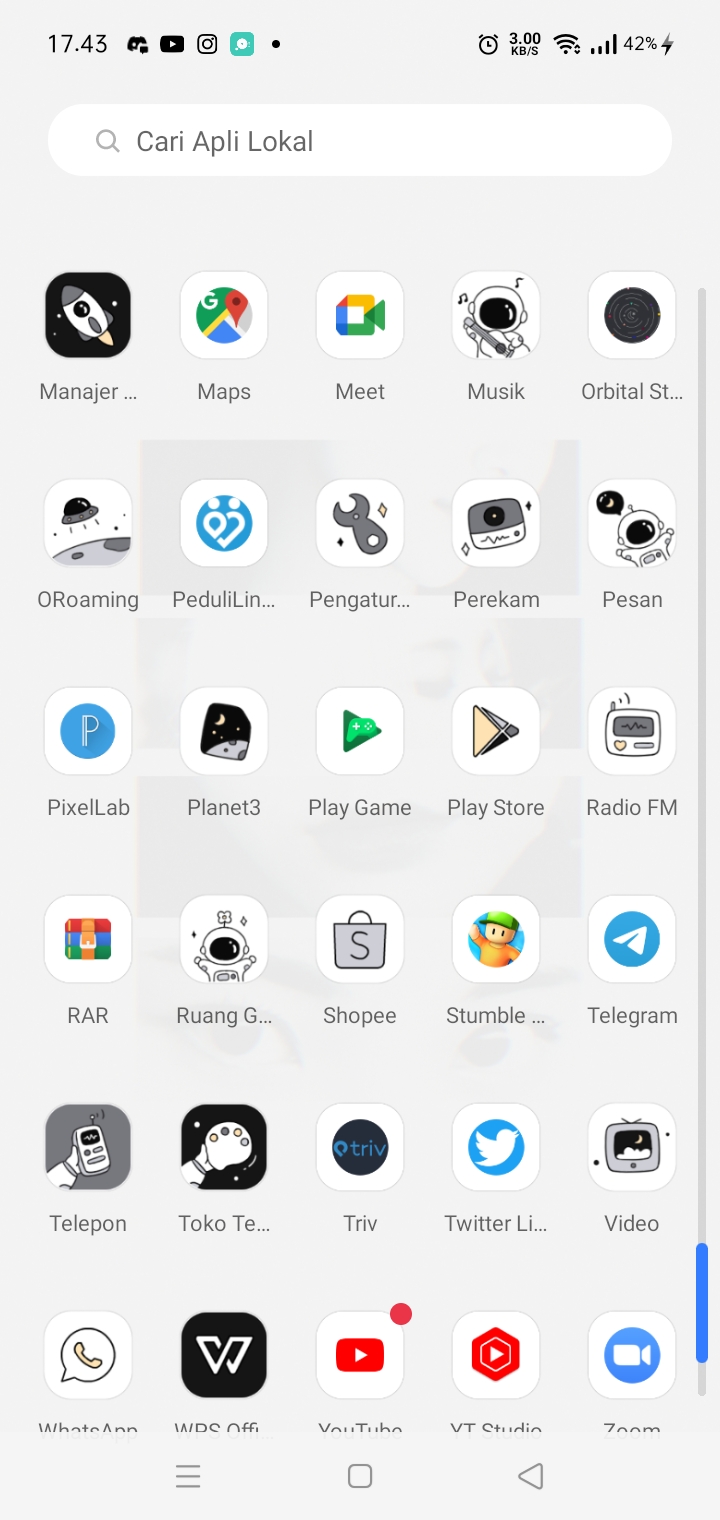 17.43
3.00
KB/S
42%
Cari Apli Lokal
Manajer ...
Maps
Meet
Musik
Orbital St...
ORoaming
PeduliLin...
Pengatur...
Perekam
Pesan
PixelLab
Planet3
Play Game
Play Store
Radio FM
RAR
Ruang G...
Shopee
Stumble ...
Telegram
Telepon
Toko Te...
triv
Triv
Twitter Li...
Video
WhatsApp
WPS Offi...
YouTube
YT Studio
Zoom